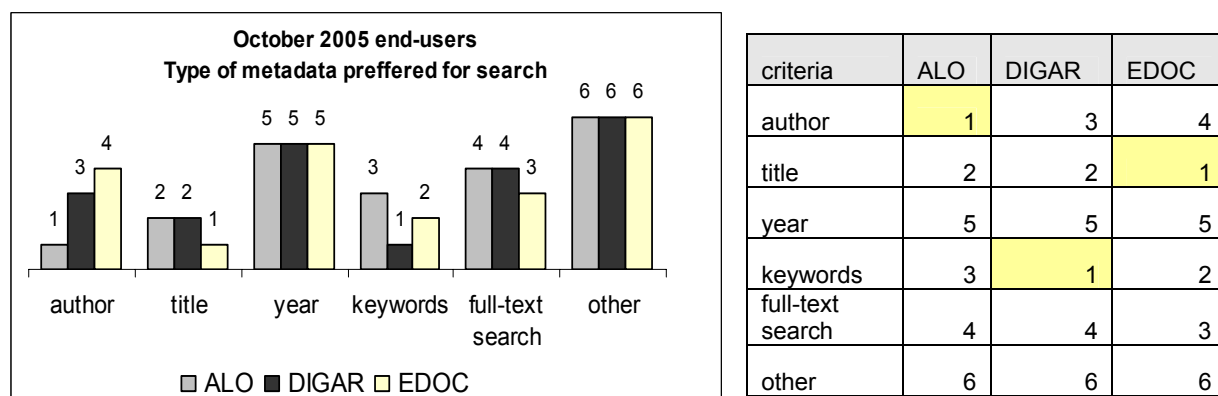 October 2005 end-users
Type of metadata preffered for search
1 3 4
2 2 1
5 5 5
3 1 2
4 4 3
6 6 6
author title year keywords full-text search other
ALO DIGAR EDOC
criteria ALO DIGAR EDOC
author 1 3 4
title 2 2 1
year 5 5 5
keywords 3 1 2
full-text
search 4 4 3
other 6 6 6